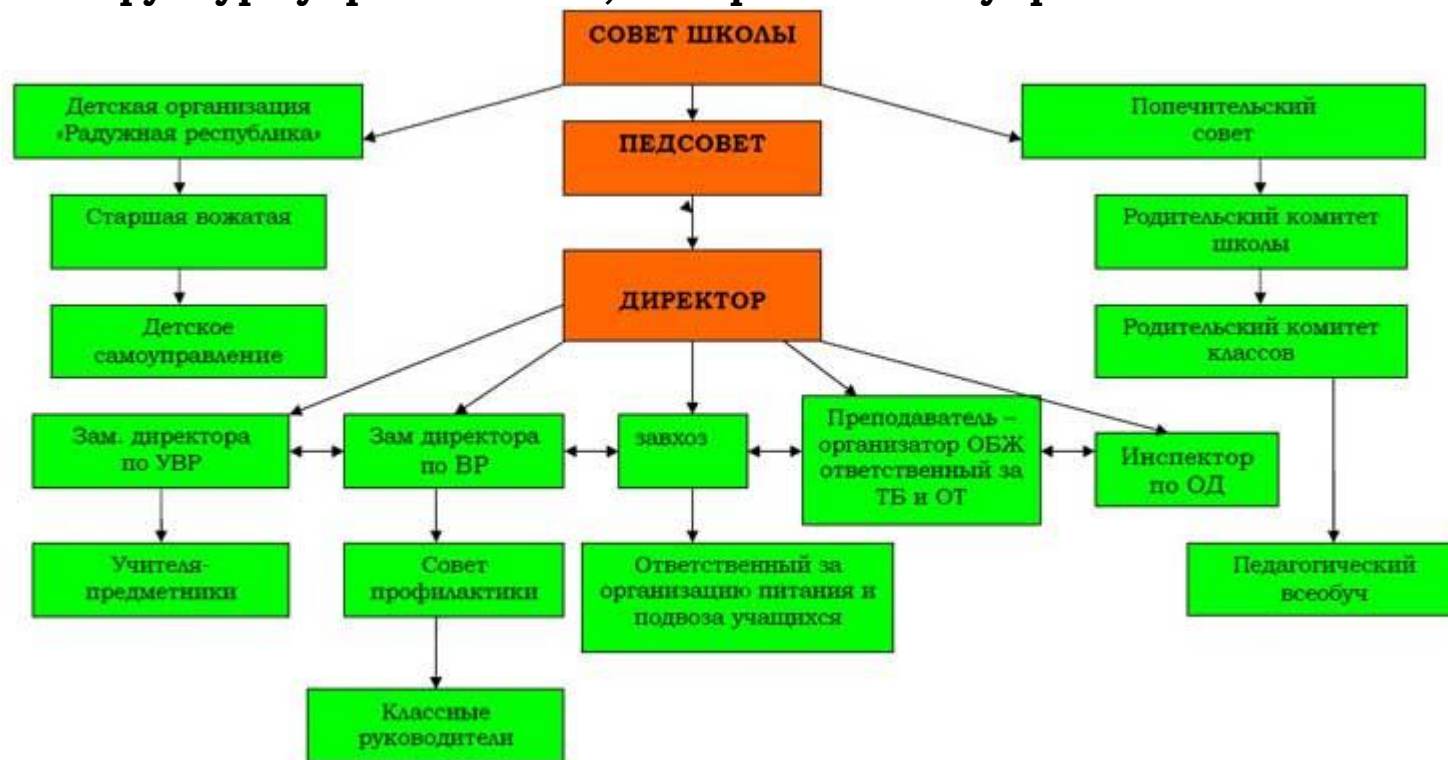 СОВЕТ ШКОЛЫ
Детская организация
«Радужная республика»
Попечительский
совет
ПЕДСОВЕТ
Старшая вожатая
Родительский комитет
школы
ДИРЕКТОР
Детское
самоуправление
Родительский комитет
классов
Зам. директора
по УВР
Зам директора
по ВР
завхоз
Преподаватель –
организатор ОБЖ
ответственный за
ТБ и ОТ
Инспектор
по ОД
Учителя-
предметники
Совет
профилактики
Ответственный за
организацию питания и
подвоза учащихся
Педагогический
всеобуч
Классные
руководители